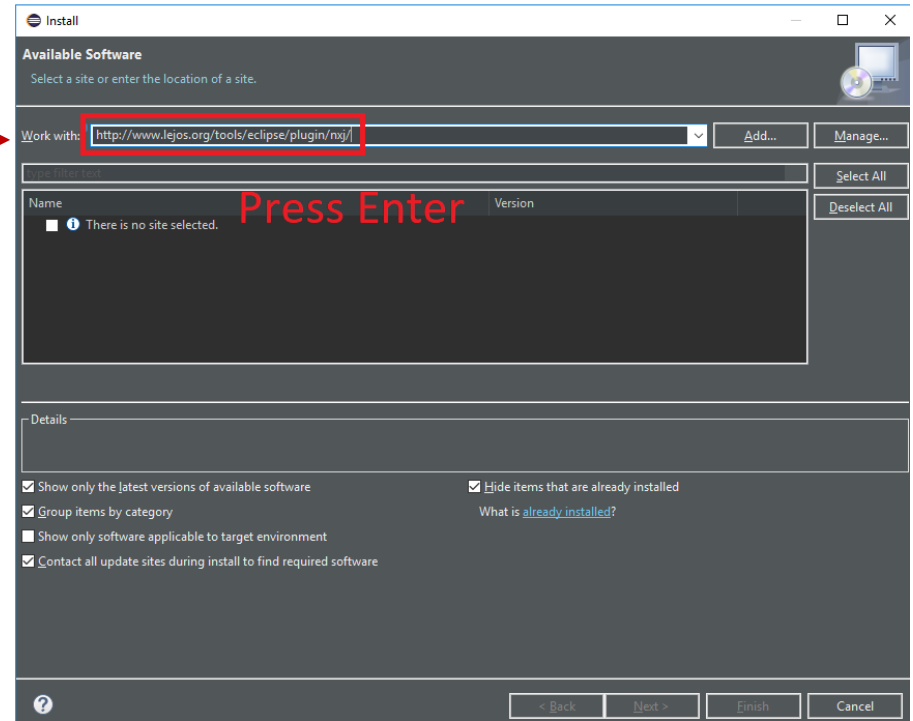 Install
Available Software
Select a site or enter the location of a site.
Work with: http://www.lejos.org/tools/eclipse/plugin/nxj/ Add... Manage...
type filter text Select All
Name Version Deselect All
Press Enter
There is no site selected.
Details
Show only the latest versions of available software Hide items that are already installed
Group items by category What is already installed?
Show only software applicable to target environment
Contact all update sites during install to find required software
? < Back Next > Finish Cancel